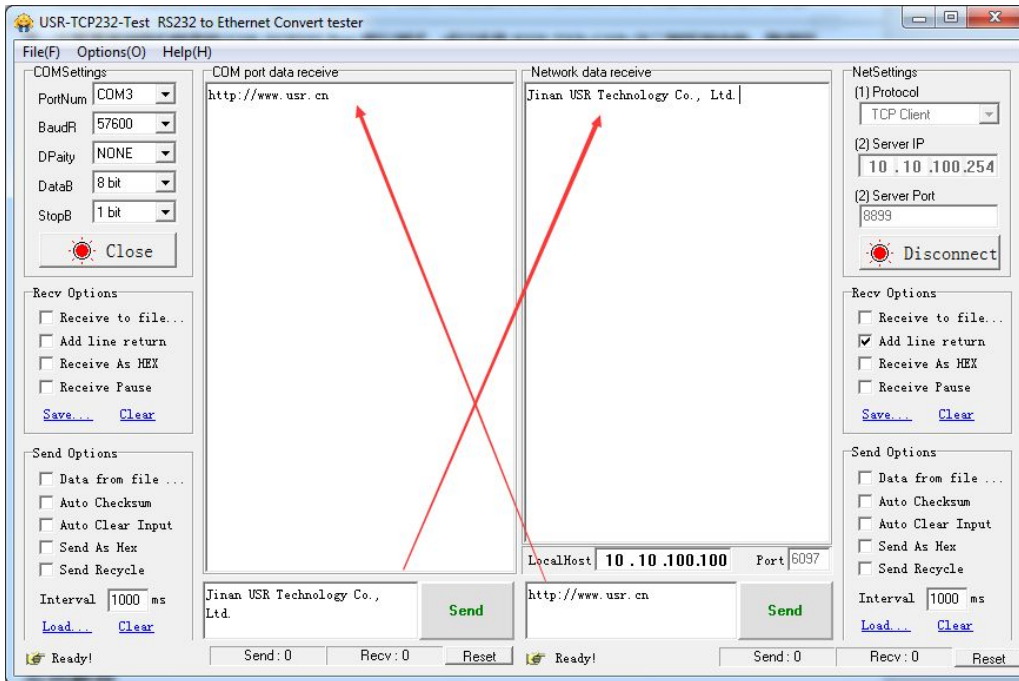 USR-TCP232-Test RS232 to Ethernet Convert tester
File(F) Options(O) Help(H)
COMSettings
PortNum COM3
BaudR 57600
DPaity NONE
DataB 8 bit
StopB 1 bit
Close
Recv Options
Receive to file...
Add line return
Receive As HEX
Receive Pause
Save... Clear
Send Options
Data from file ...
Auto Checksum
Auto Clear Input
Send As Hex
Send Recycle
Interval 1000 ms
Load... Clear
COM port data receive
http://www.usr.cn
Jinan USR Technology Co.,
Ltd.
Send
Network data receive
Jinan USR Technology Co., Ltd.
LocalHost 10 . 10 .100.100 Port 6097
http://www.usr.cn
Send
NetSettings
(1) Protocol
TCP Client
(2) Server IP
10 . 10 .100.254
(2) Server Port
8899
Disconnect
Recv Options
Receive to file...
Add line return
Receive As HEX
Receive Pause
Save... Clear
Send Options
Data from file ...
Auto Checksum
Auto Clear Input
Send As Hex
Send Recycle
Interval 1000 ms
Load... Clear
Ready! Send : 0 Recv : 0 Reset
Ready! Send : 0 Recv : 0 Reset